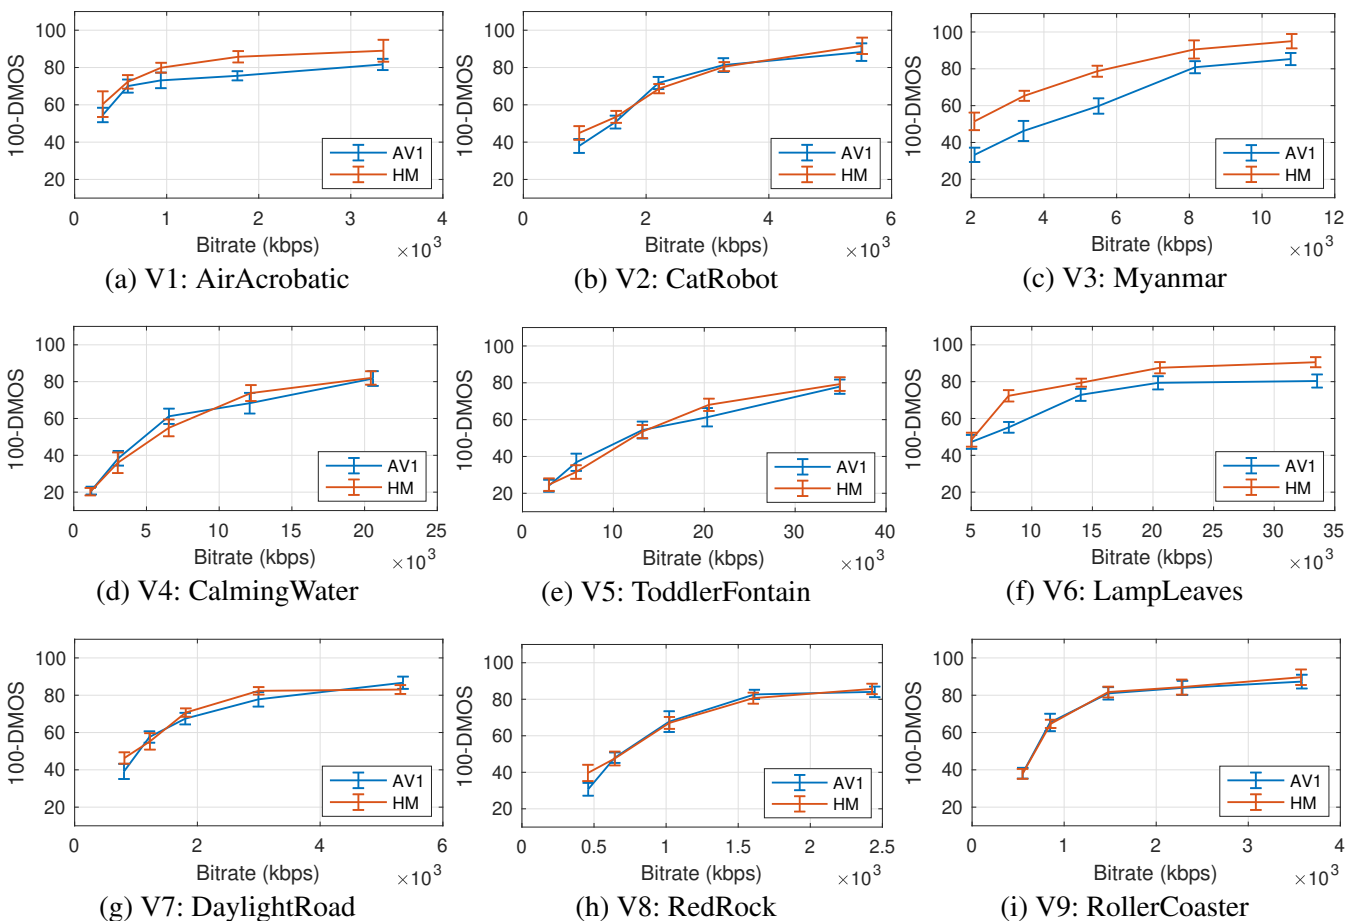 100
80
60
40
20
100-DMOS
AV1
HM
0 1 2 3 4
Bitrate (kbps)
×10³
(a) V1: AirAcrobatic
100
80
60
40
20
100-DMOS
AV1
HM
0 2 4 6
Bitrate (kbps)
×10³
(b) V2: CatRobot
100
80
60
40
20
100-DMOS
AV1
HM
2 4 6 8 10 12
Bitrate (kbps)
×10³
(c) V3: Myanmar
100
80
60
40
20
100-DMOS
AV1
HM
0 5 10 15 20 25
Bitrate (kbps)
×10³
(d) V4: CalmingWater
100
80
60
40
20
100-DMOS
AV1
HM
0 10 20 30 40
Bitrate (kbps)
×10³
(e) V5: ToddlerFontain
100
80
60
40
20
100-DMOS
AV1
HM
5 10 15 20 25 30 35
Bitrate (kbps)
×10³
(f) V6: LampLeaves
100
80
60
40
20
100-DMOS
AV1
HM
0 2 4 6
Bitrate (kbps)
×10³
(g) V7: DaylightRoad
100
80
60
40
20
100-DMOS
AV1
HM
0 0.5 1 1.5 2 2.5
Bitrate (kbps)
×10³
(h) V8: RedRock
100
80
60
40
20
100-DMOS
AV1
HM
0 1 2 3 4
Bitrate (kbps)
×10³
(i) V9: RollerCoaster